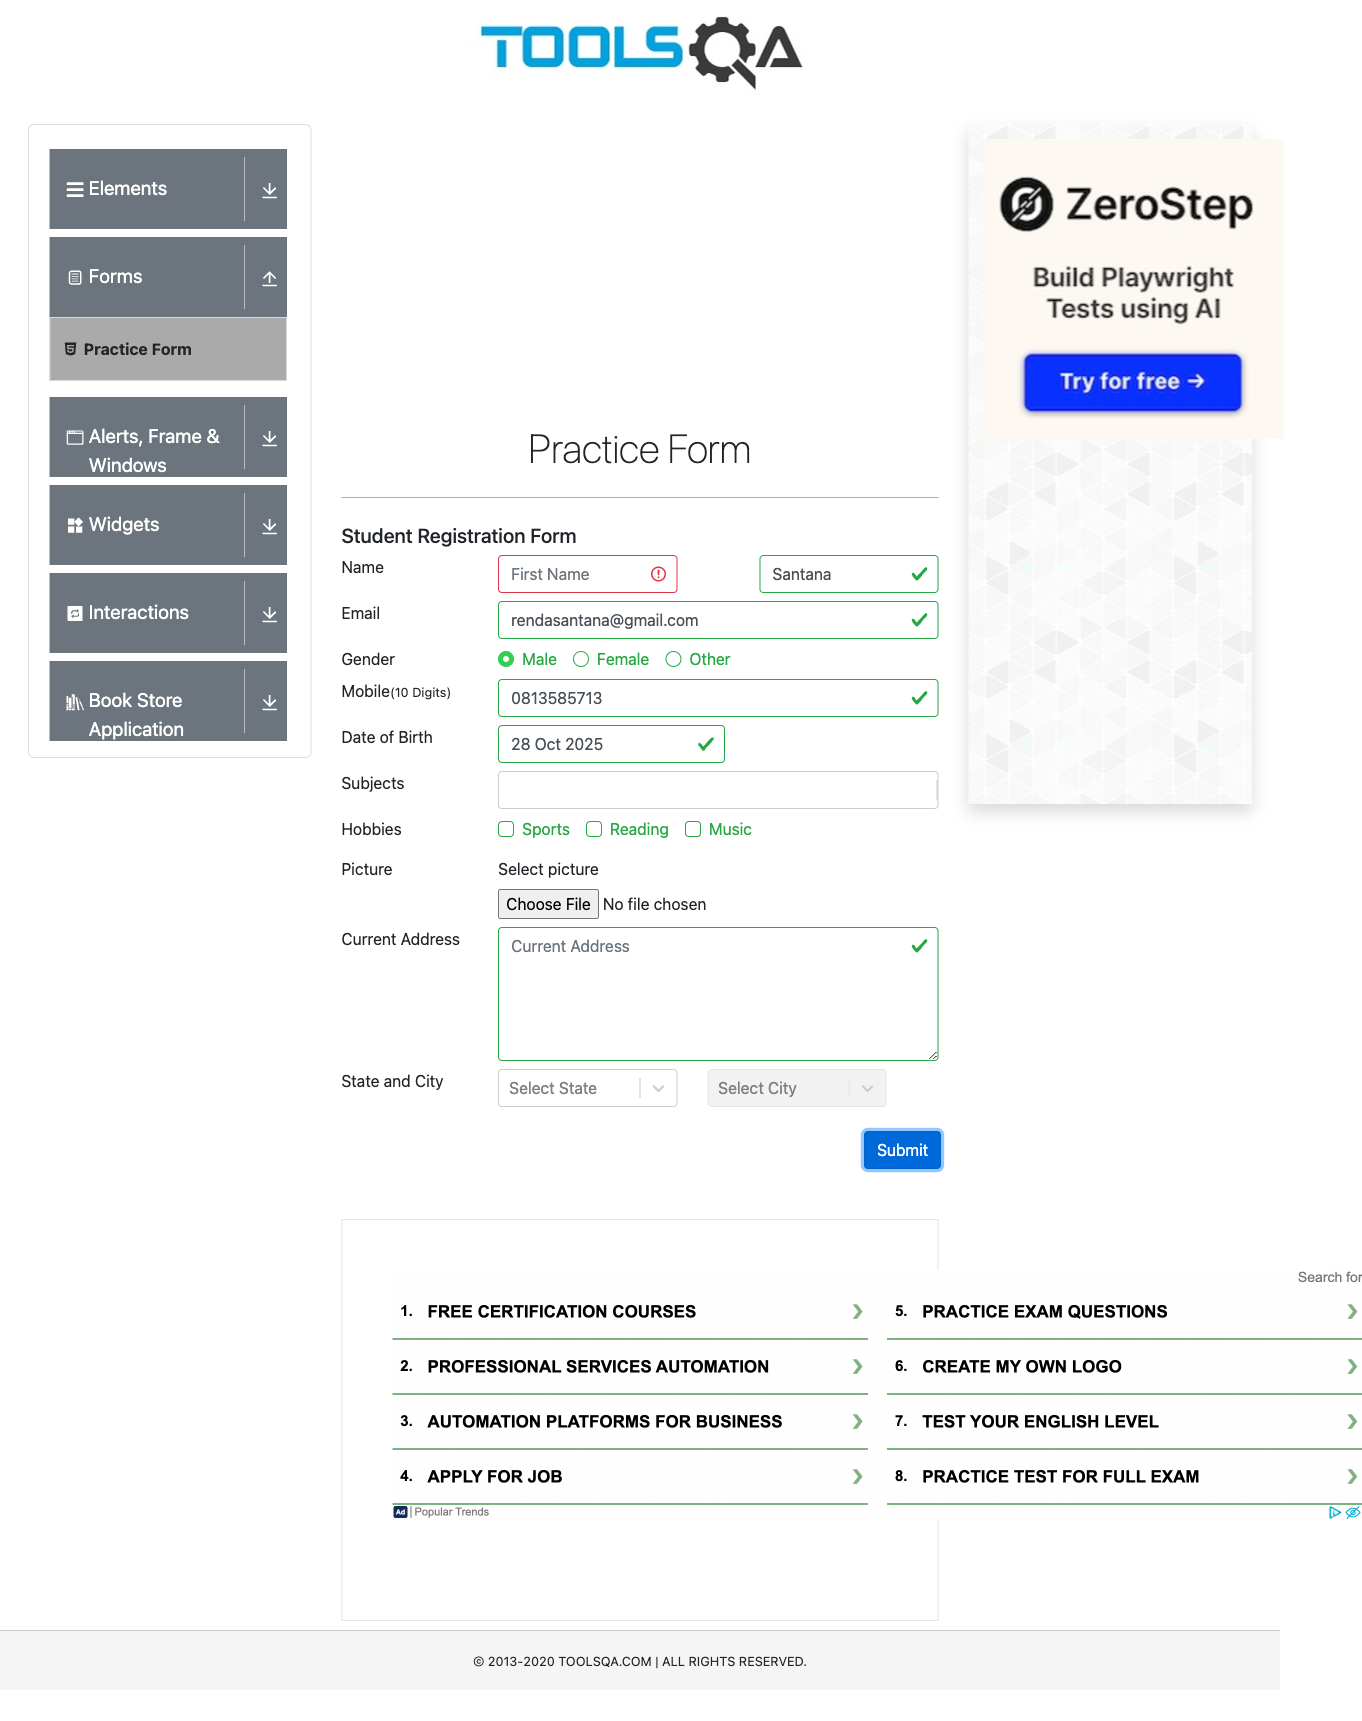 TOOLSQA
Elements
Forms
Practice Form
Alerts, Frame &
Windows
Widgets
Interactions
Book Store
Application
Practice Form
Student Registration Form
Name
First Name
Santana
Email
rendasantana@gmail.com
Gender
Male Female Other
Mobile(10 Digits)
0813585713
Date of Birth
28 Oct 2025
Subjects
Hobbies
Sports Reading Music
Picture
Select picture
Choose File No file chosen
Current Address
Current Address
State and City
Select State
Select City
Submit
ZeroStep
Build Playwright
Tests using AI
Try for free →
Search for
1. FREE CERTIFICATION COURSES
2. PROFESSIONAL SERVICES AUTOMATION
3. AUTOMATION PLATFORMS FOR BUSINESS
4. APPLY FOR JOB
5. PRACTICE EXAM QUESTIONS
6. CREATE MY OWN LOGO
7. TEST YOUR ENGLISH LEVEL
8. PRACTICE TEST FOR FULL EXAM
Ad | Popular Trends
© 2013-2020 TOOLSQA.COM | ALL RIGHTS RESERVED.